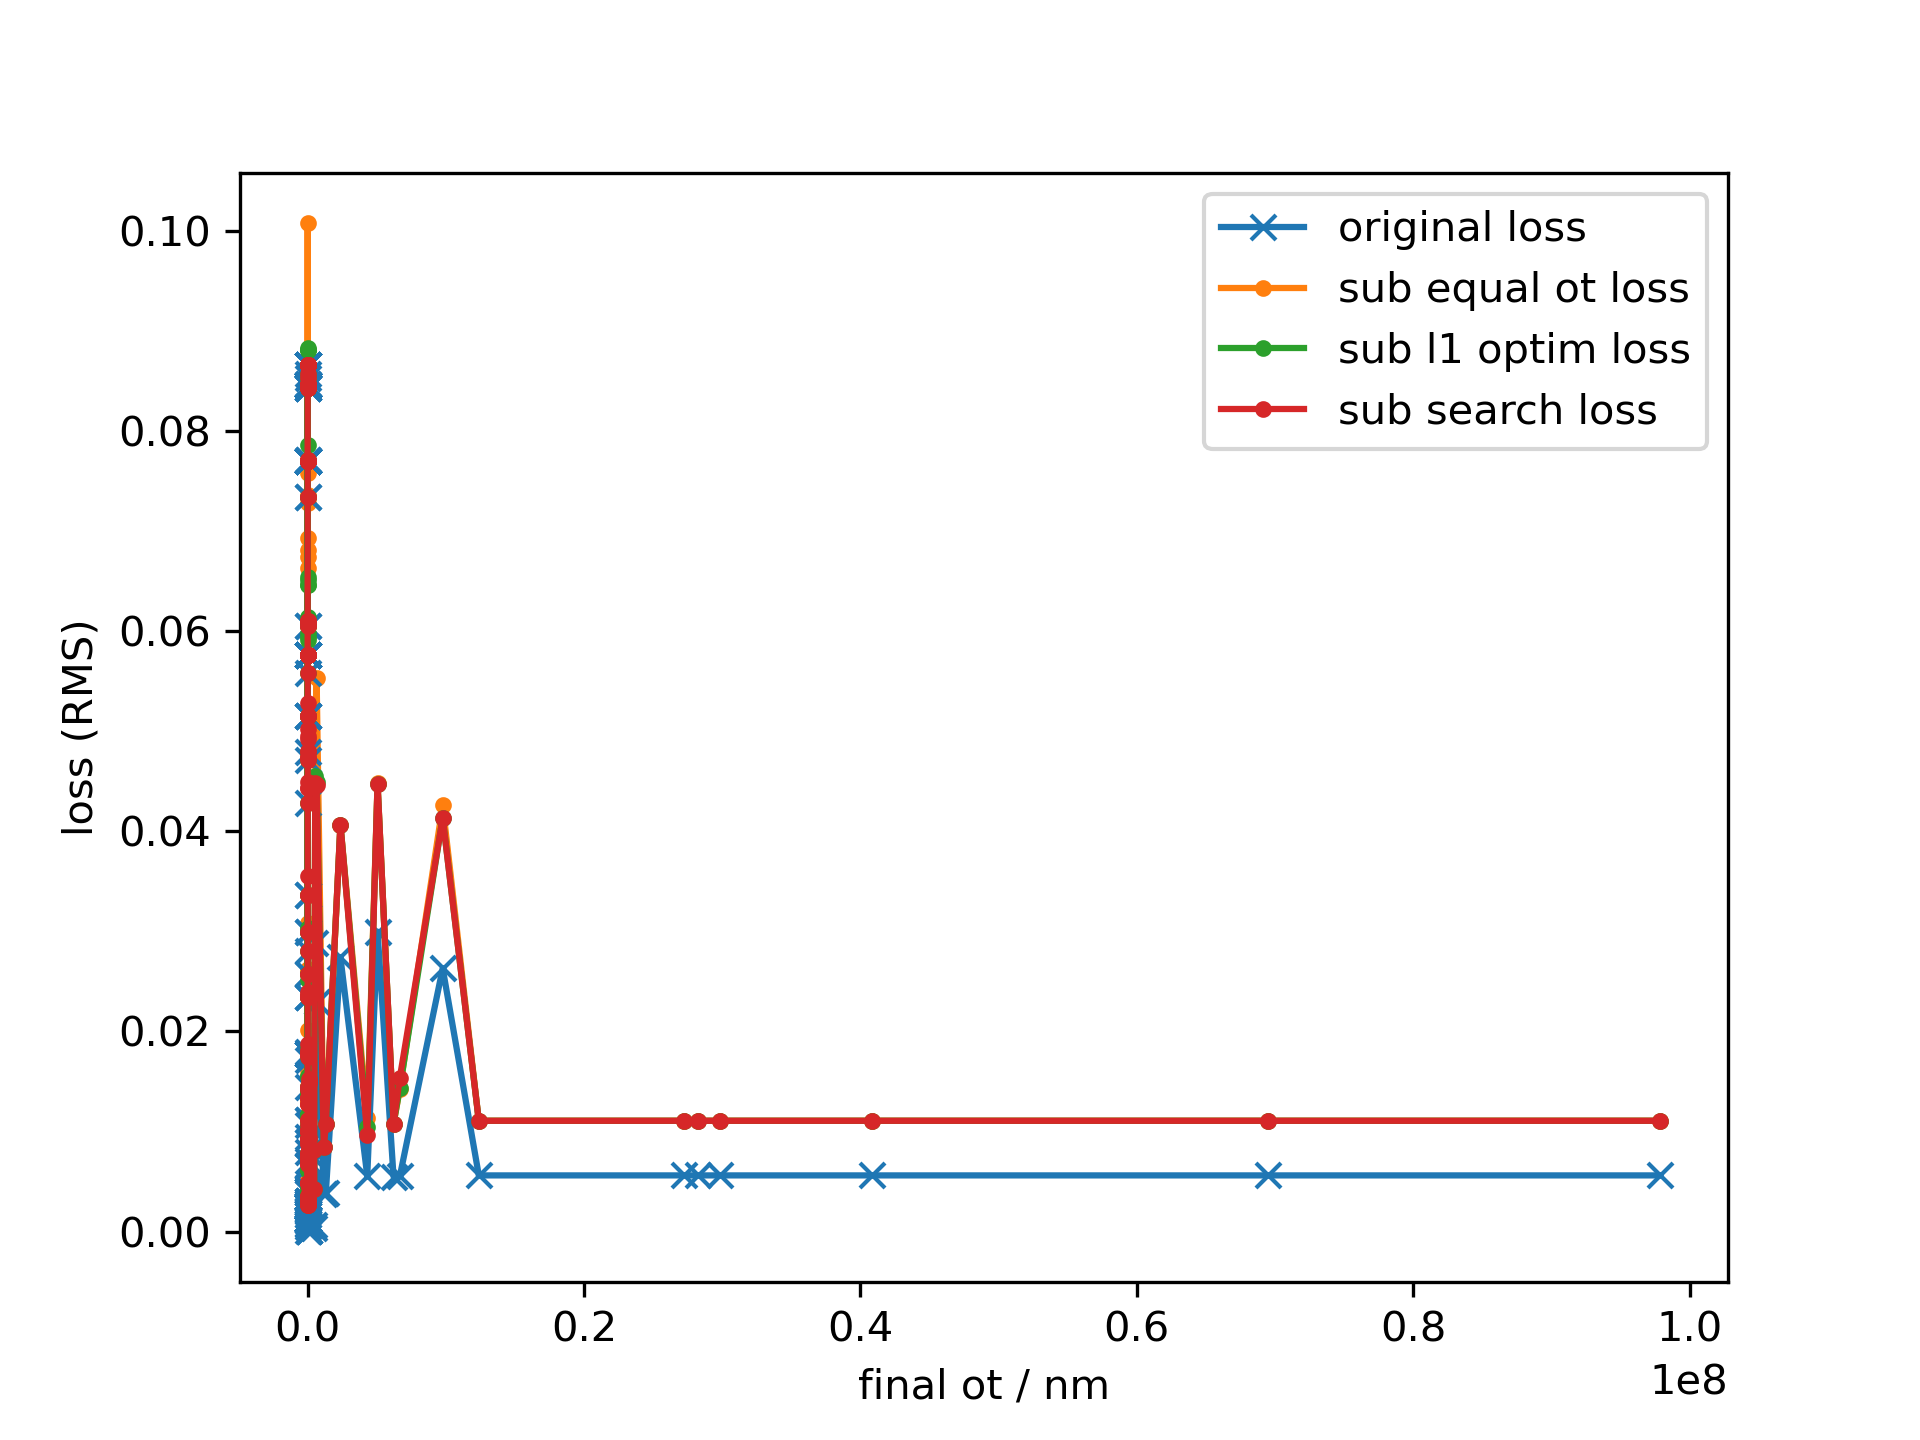 original loss
sub equal ot loss
sub l1 optim loss
sub search loss
0.10
0.08
0.06
0.04
0.02
0.00
loss (RMS)
0.0 0.2 0.4 0.6 0.8 1.0
1e8
final ot / nm